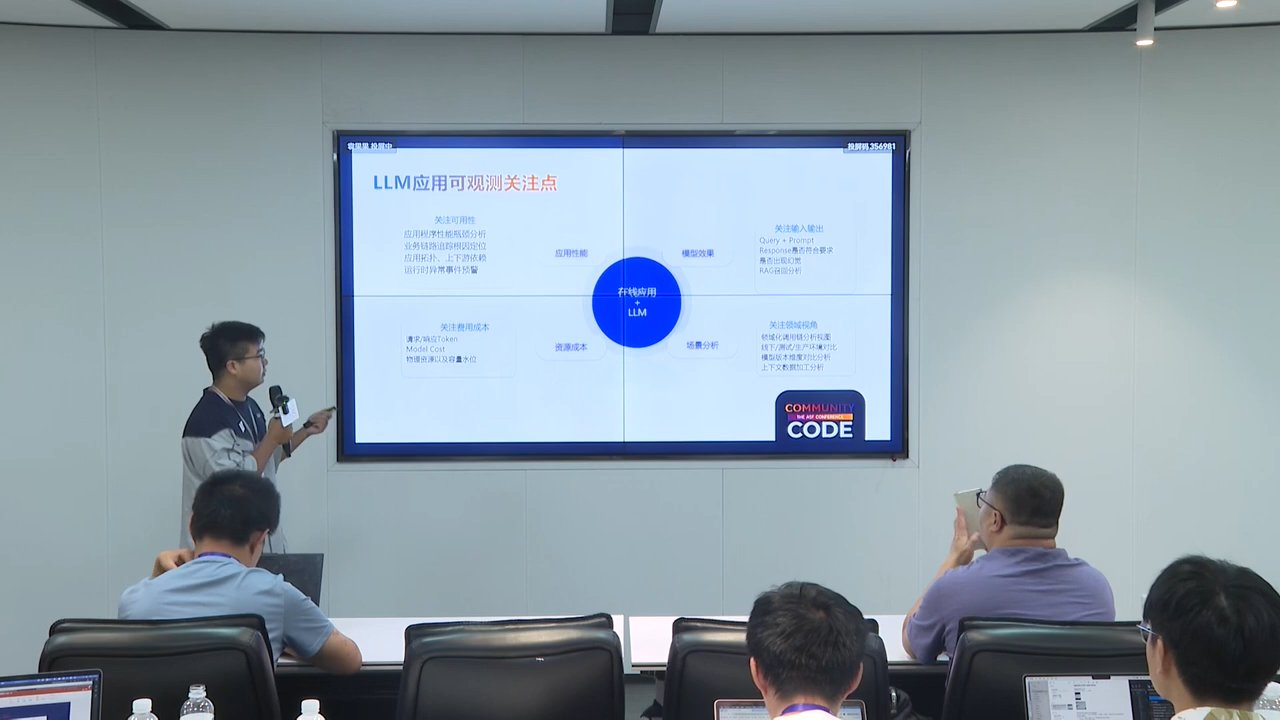 投屏码 356981
LLM应用可观测关注点
关注可用性
应用程序性能瓶颈分析
业务链路追踪根因定位
应用拓扑、上下游依赖
运行时异常事件预警
应用性能
模型效果
关注输入输出
Query + Prompt
Response是否符合要求
是否出现幻觉
RAG召回分析
在线应用
+
LLM
关注费用成本
请求/响应Token
Model Cost
物理资源以及容量水位
资源成本
场景分析
关注领域视角
领域化调用链分析视图
线下/测试/生产环境对比
模型版本维度对比分析
上下文数据加工分析
COMMUNITY
THE ASF CONFERENCE
CODE